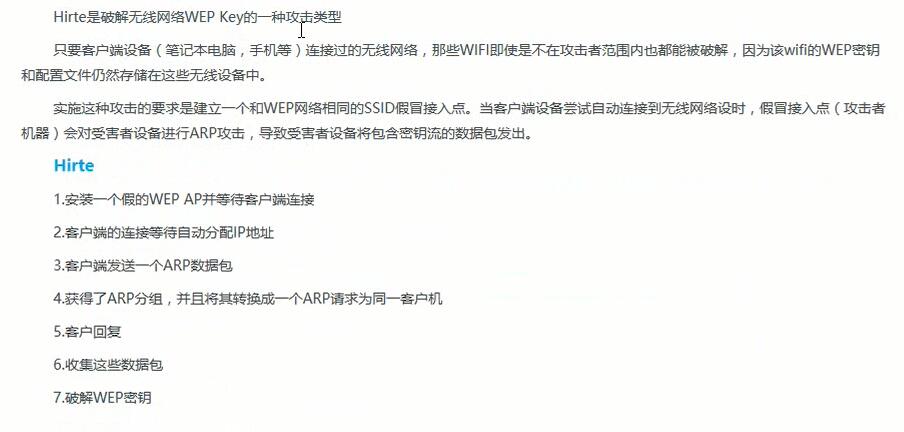 Hirte是破解无线网络WEP Key的一种攻击类型
只要客户端设备（笔记本电脑，手机等）连接过的无线网络，那些WIFI即使是不在攻击者范围内也都能被破解，因为该wifi的WEP密钥
和配置文件仍然存储在这些无线设备中。
实施这种攻击的要求是建立一个和WEP网络相同的SSID假冒接入点。当客户端设备尝试自动连接到无线网络设时，假冒接入点（攻击者
机器）会对受害者设备进行ARP攻击，导致受害者设备将包含密钥流的数据包发出。
Hirte
1.安装一个假的WEP AP并等待客户端连接
2.客户端的连接等待自动分配IP地址
3.客户端发送一个ARP数据包
4.获得了ARP分组，并且将其转换成一个ARP请求为同一客户机
5.客户回复
6.收集这些数据包
7.破解WEP密钥